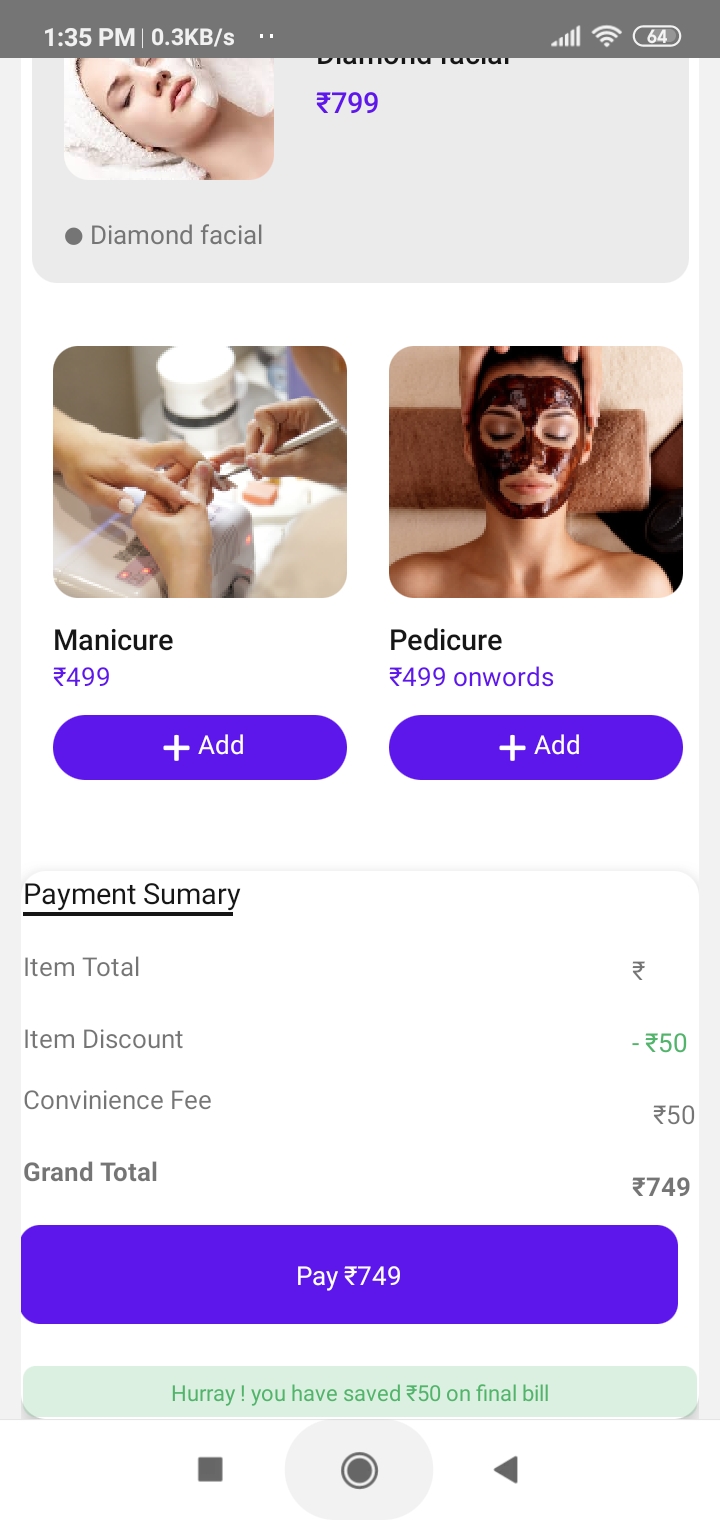 1:35 PM | 0.3KB/s ··
64
Diamond facial
₹799
Diamond facial
Manicure
₹499
+ Add
Pedicure
₹499 onwords
+ Add
Payment Sumary
Item Total ₹
Item Discount - ₹50
Convinience Fee ₹50
Grand Total ₹749
Pay ₹749
Hurray ! you have saved ₹50 on final bill